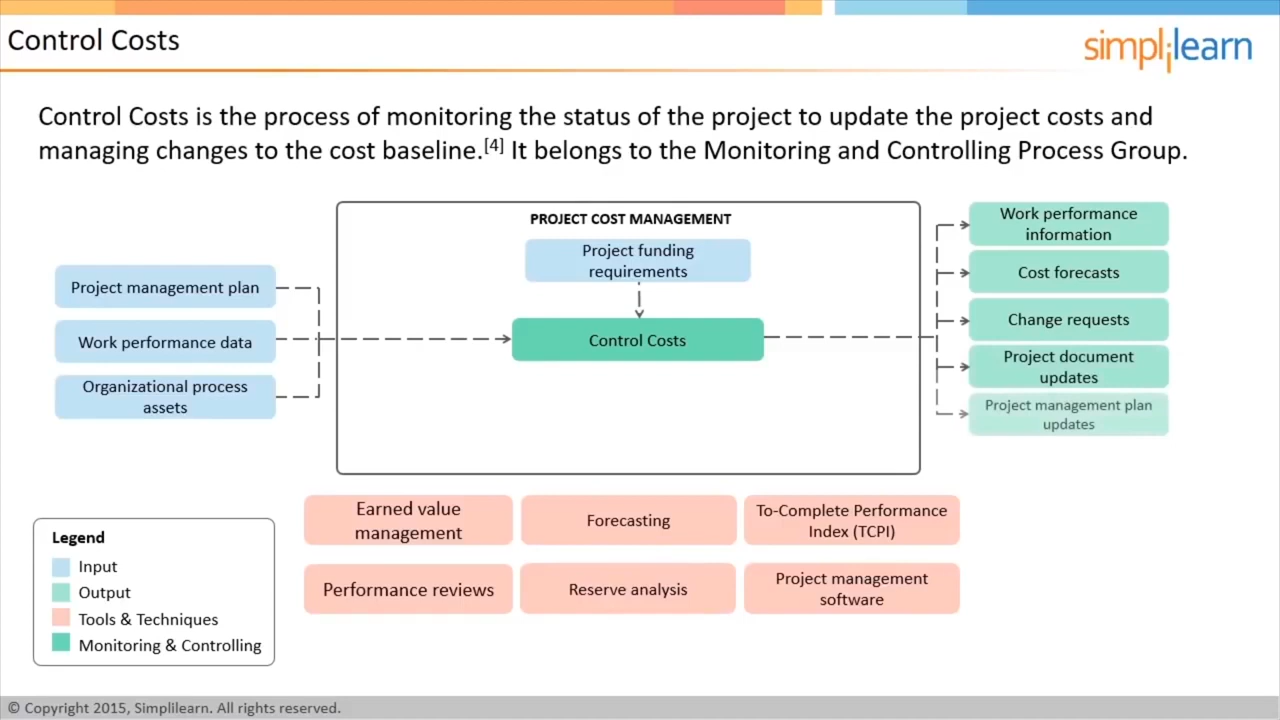 Control Costs
simplilearn
Control Costs is the process of monitoring the status of the project to update the project costs and
managing changes to the cost baseline.[4] It belongs to the Monitoring and Controlling Process Group.
PROJECT COST MANAGEMENT
Project funding
requirements
Project management plan
Work performance data
Organizational process
assets
Control Costs
Work performance
information
Cost forecasts
Change requests
Project document
updates
Project management plan
updates
Earned value
management
Forecasting
To-Complete Performance
Index (TCPI)
Performance reviews
Reserve analysis
Project management
software
Legend
Input
Output
Tools & Techniques
Monitoring & Controlling
© Copyright 2015, Simplilearn. All rights reserved.